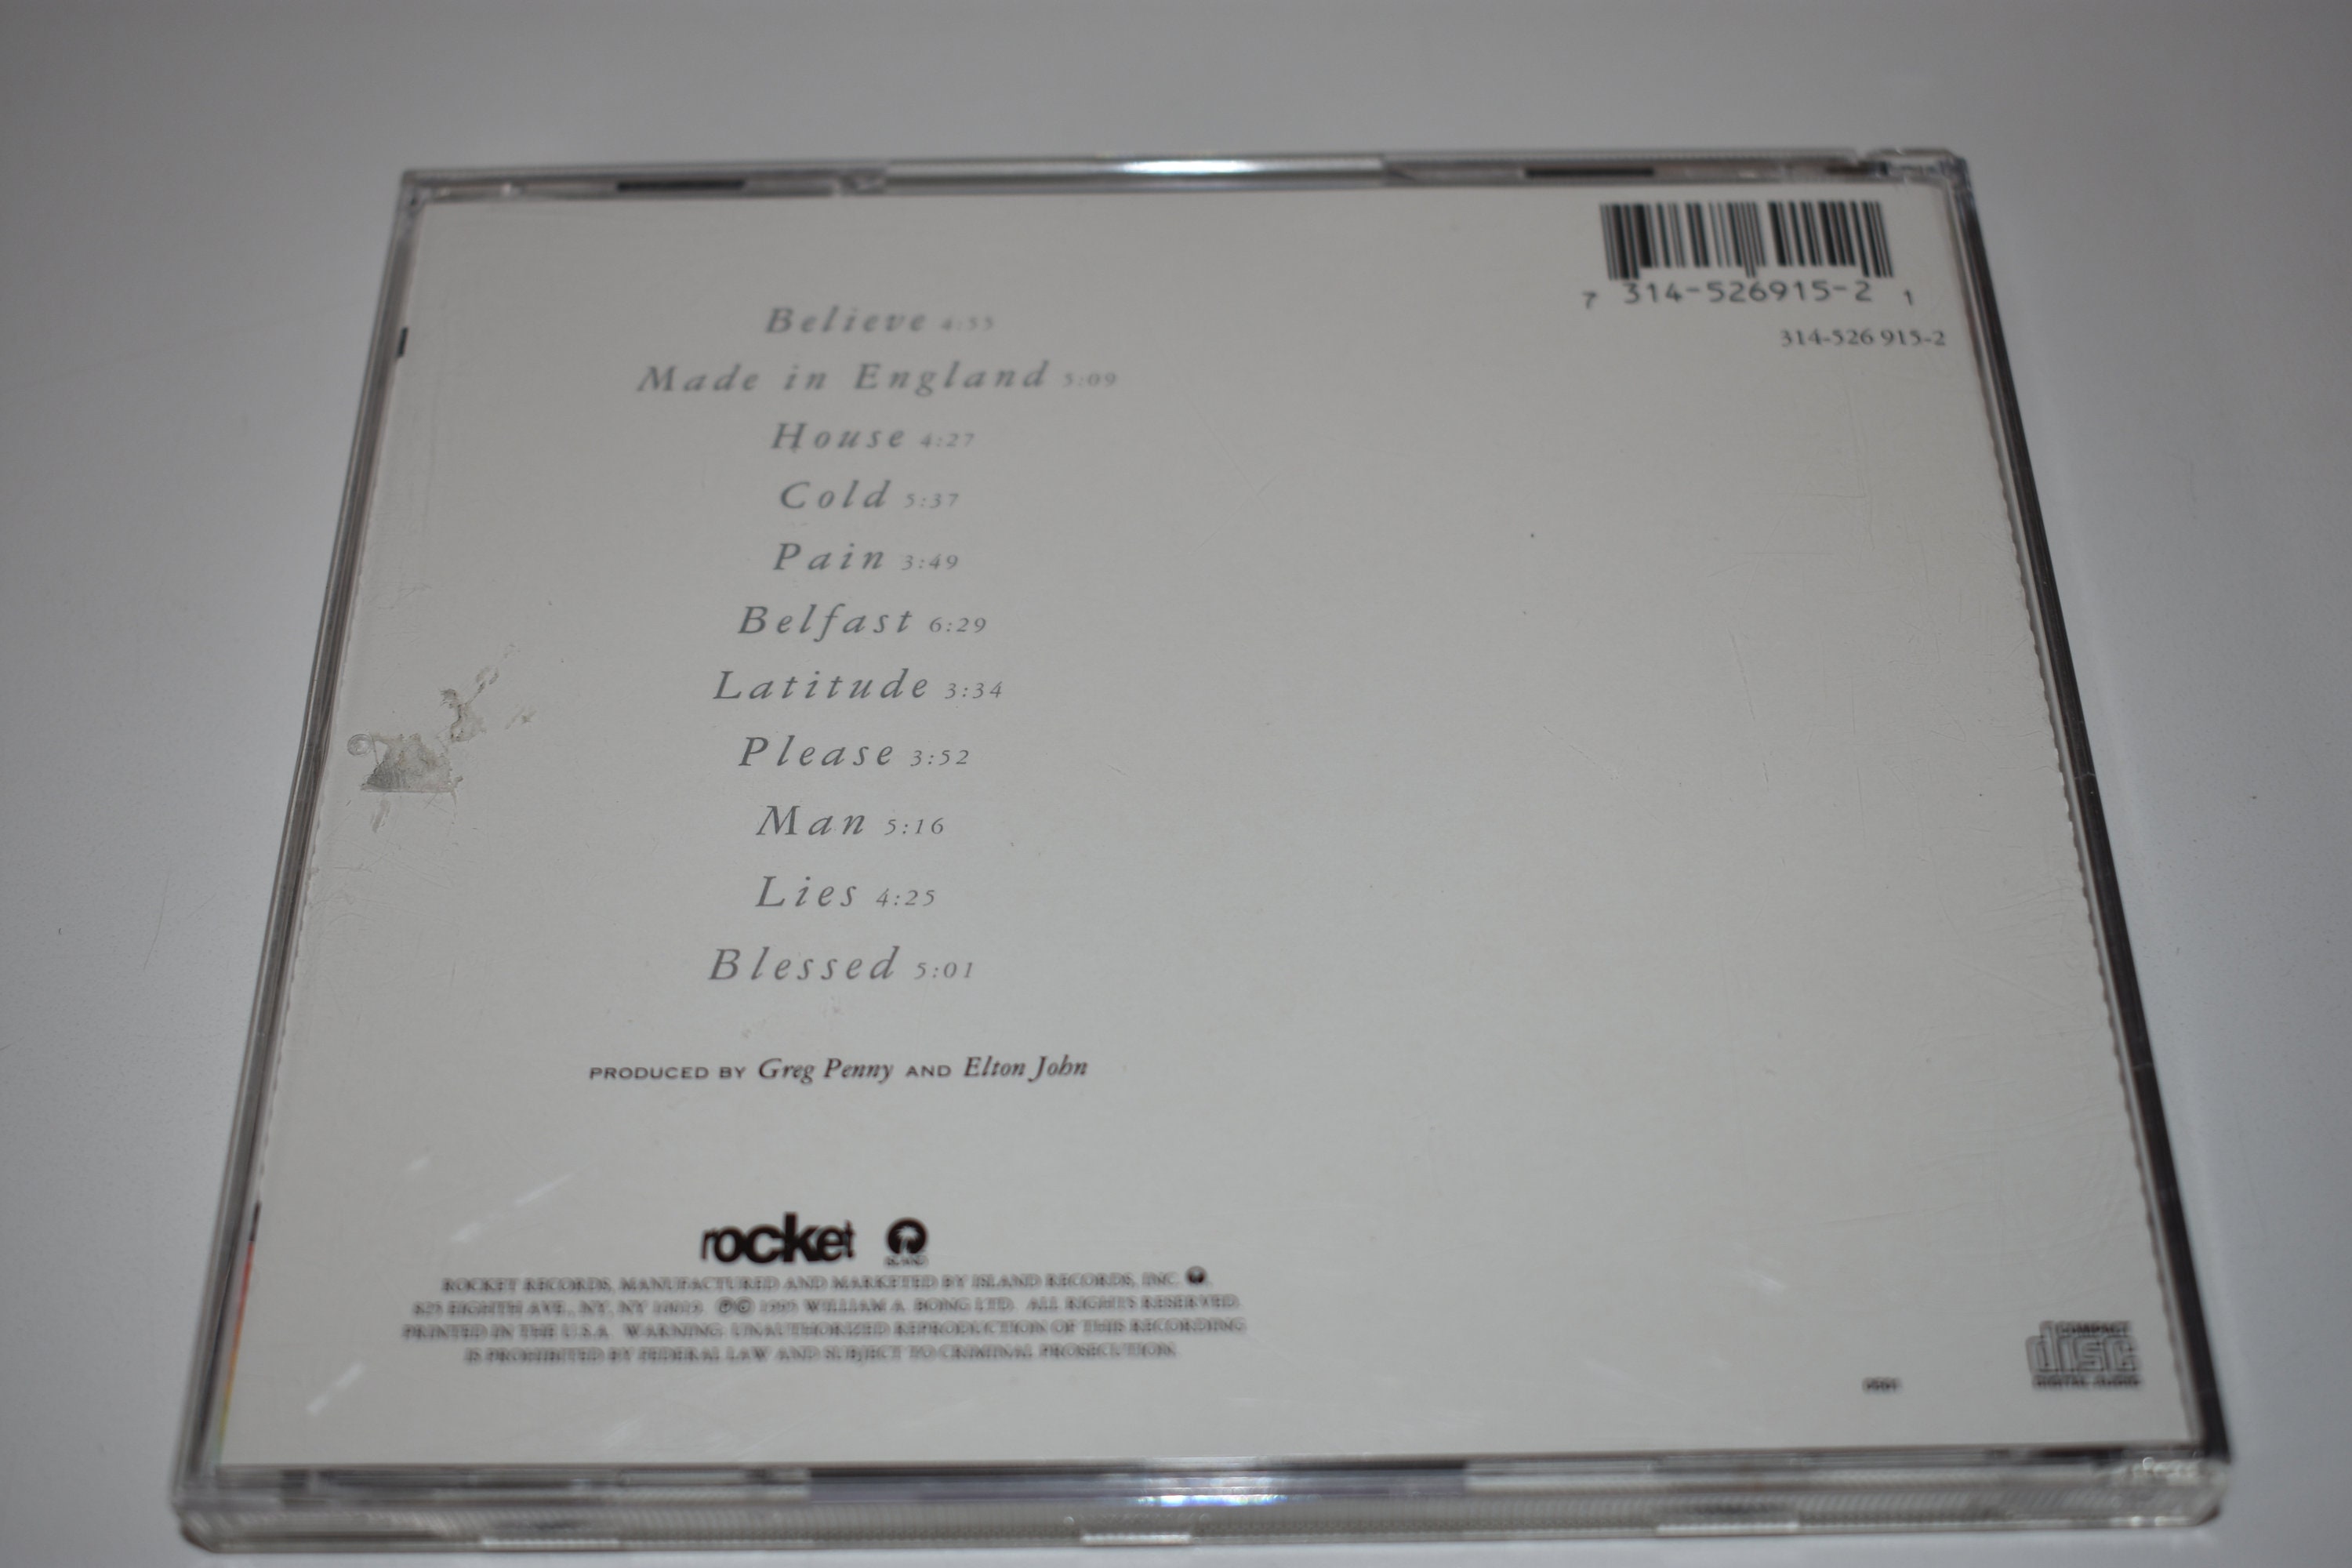 7 314-526915-2 1
314-526 915-2
Believe 4:55
Made in England 5:09
House 4:27
Cold 5:37
Pain 3:49
Belfast 6:29
Latitude 3:34
Please 3:52
Man 5:16
Lies 4:25
Blessed 5:01
PRODUCED BY Greg Penny AND Elton John
rocket
ROCKET RECORDS, MANUFACTURED AND MARKETED BY ISLAND RECORDS, INC.
825 EIGHTH AVE., NY, NY 10019. ℗© 1995 WILLIAM A. BONG LTD. ALL RIGHTS RESERVED.
PRINTED IN THE U.S.A. WARNING: UNAUTHORIZED REPRODUCTION OF THIS RECORDING
IS PROHIBITED BY FEDERAL LAW AND SUBJECT TO CRIMINAL PROSECUTION.
COMPACT
disc
DIGITAL AUDIO